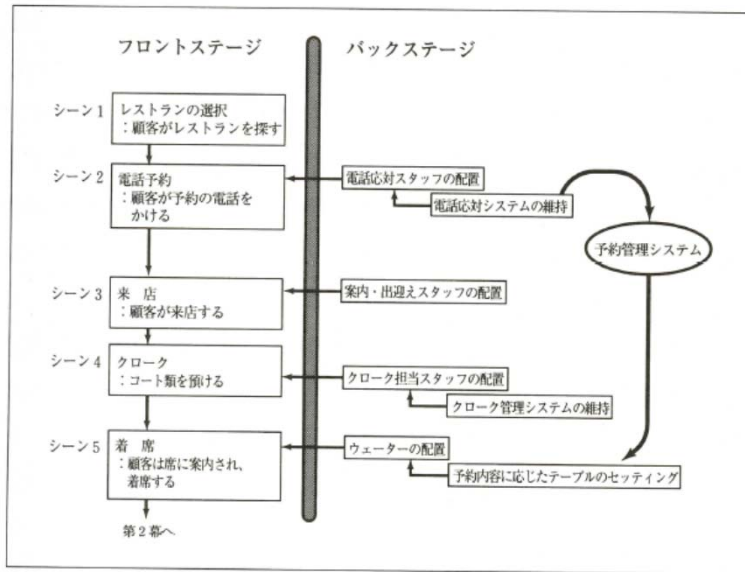 フロントステージ
バックステージ
シーン1
レストランの選択
：顧客がレストランを探す
シーン2
電話予約
：顧客が予約の電話を
かける
電話応対スタッフの配置
電話応対システムの維持
予約管理システム
シーン3
来 店
：顧客が来店する
案内・出迎えスタッフの配置
シーン4
クローク
：コート類を預ける
クローク担当スタッフの配置
クローク管理システムの維持
シーン5
着 席
：顧客は席に案内され、
着席する
ウェーターの配置
予約内容に応じたテーブルのセッティング
第2幕へ